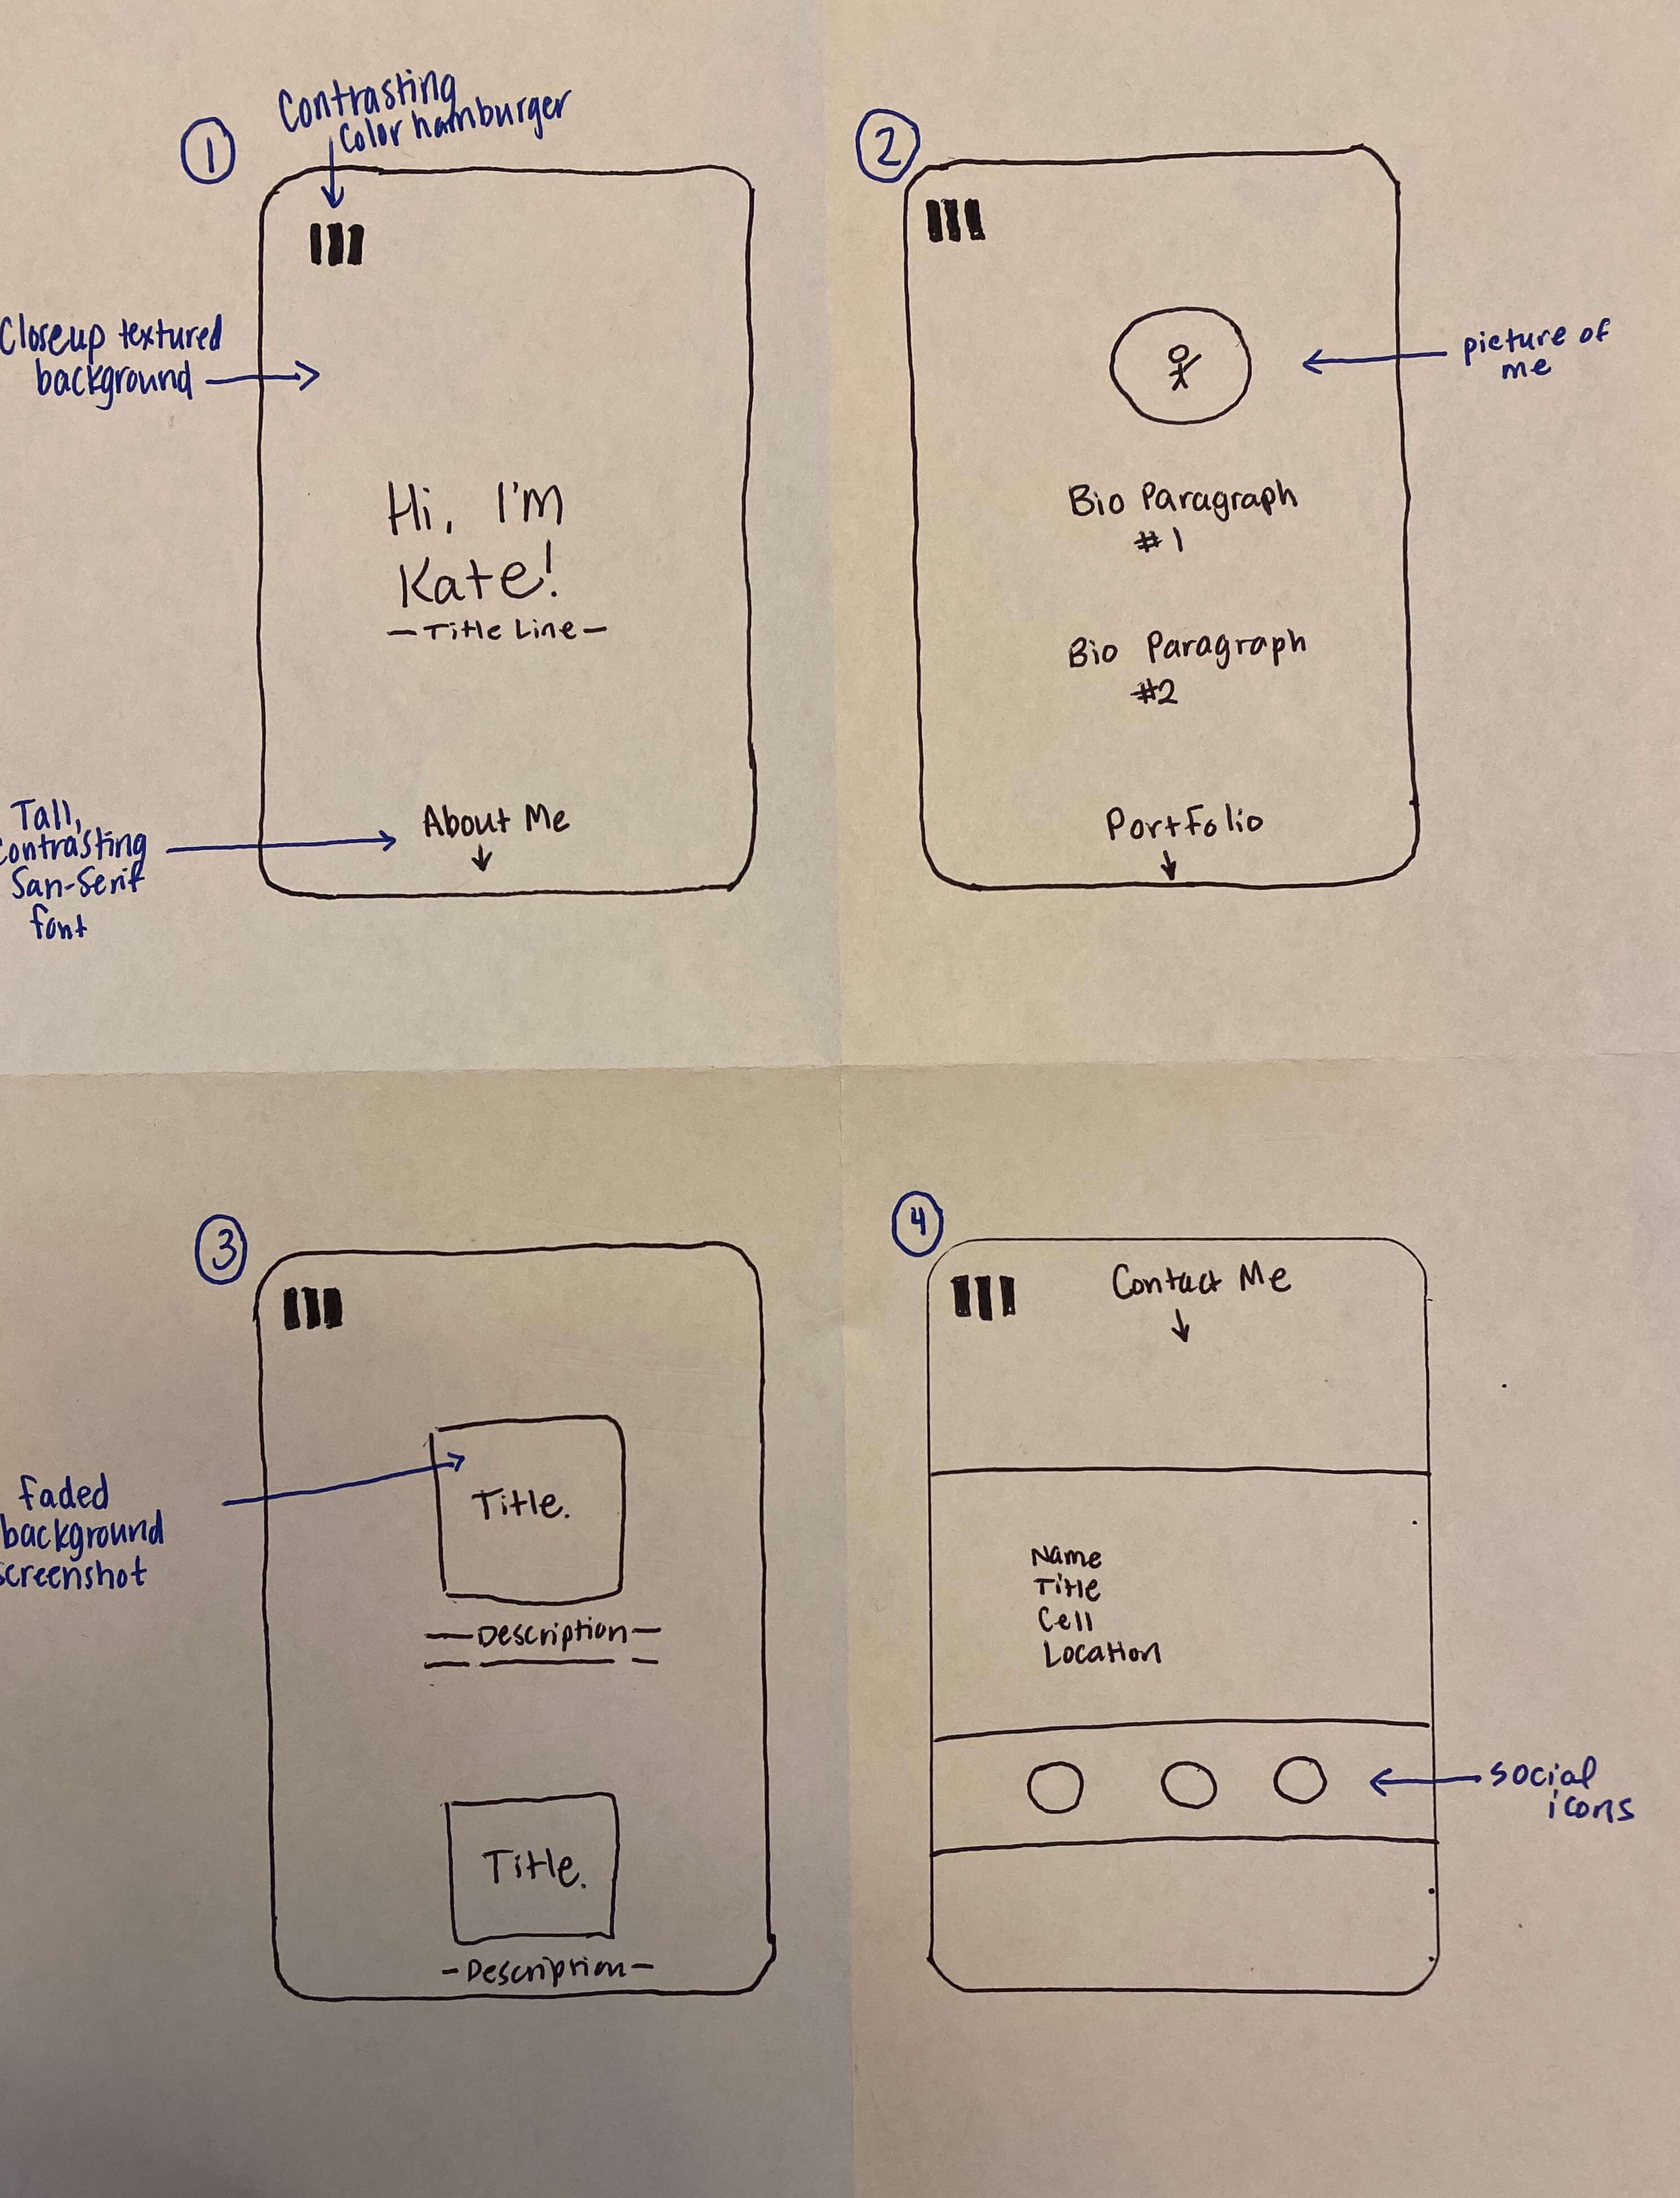 1
Contrasting
Color hamburger
Closeup textured
background
Hi, I'm
Kate!
Title Line
Tall,
Contrasting
San-Serif
font
About Me
2
picture of
me
Bio Paragraph
#1
Bio Paragraph
#2
Portfolio
3
faded
background
screenshot
Title.
Description
Title.
Description
4
Contact Me
Name
Title
Cell
Location
social
icons